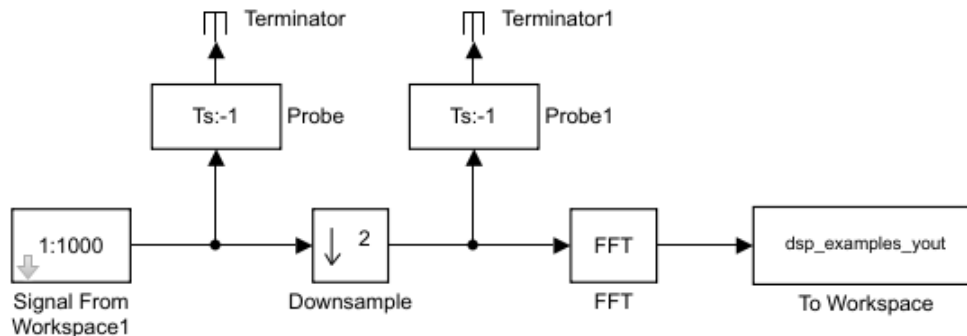 Terminator
Terminator1
Ts:-1
Probe
Ts:-1
Probe1
1:1000
2
FFT
dsp_examples_yout
Signal From
Workspace1
Downsample
FFT
To Workspace